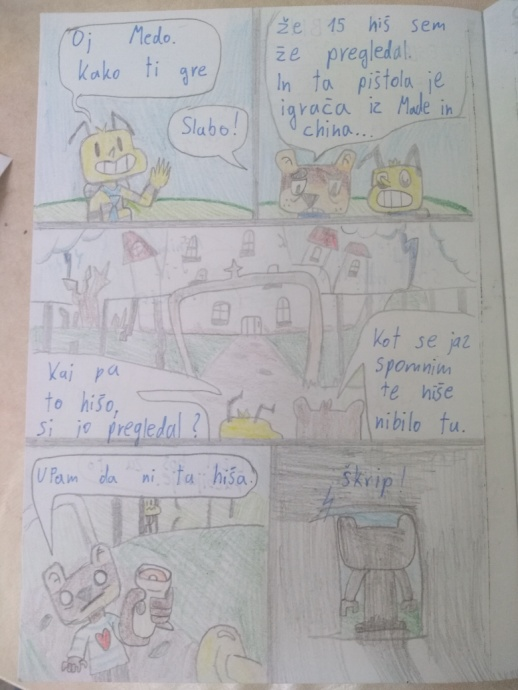 Oj Medo.
Kako ti gre
Slabo!
že 15 hiš sem
že pregledal.
In ta pištola je
igrača iz Made in
china...
Kaj pa
to hišo,
si jo pregledal?
Kot se jaz
spomnim
te hiše
nibilo tu.
Upam da ni ta hiša.
škrip!